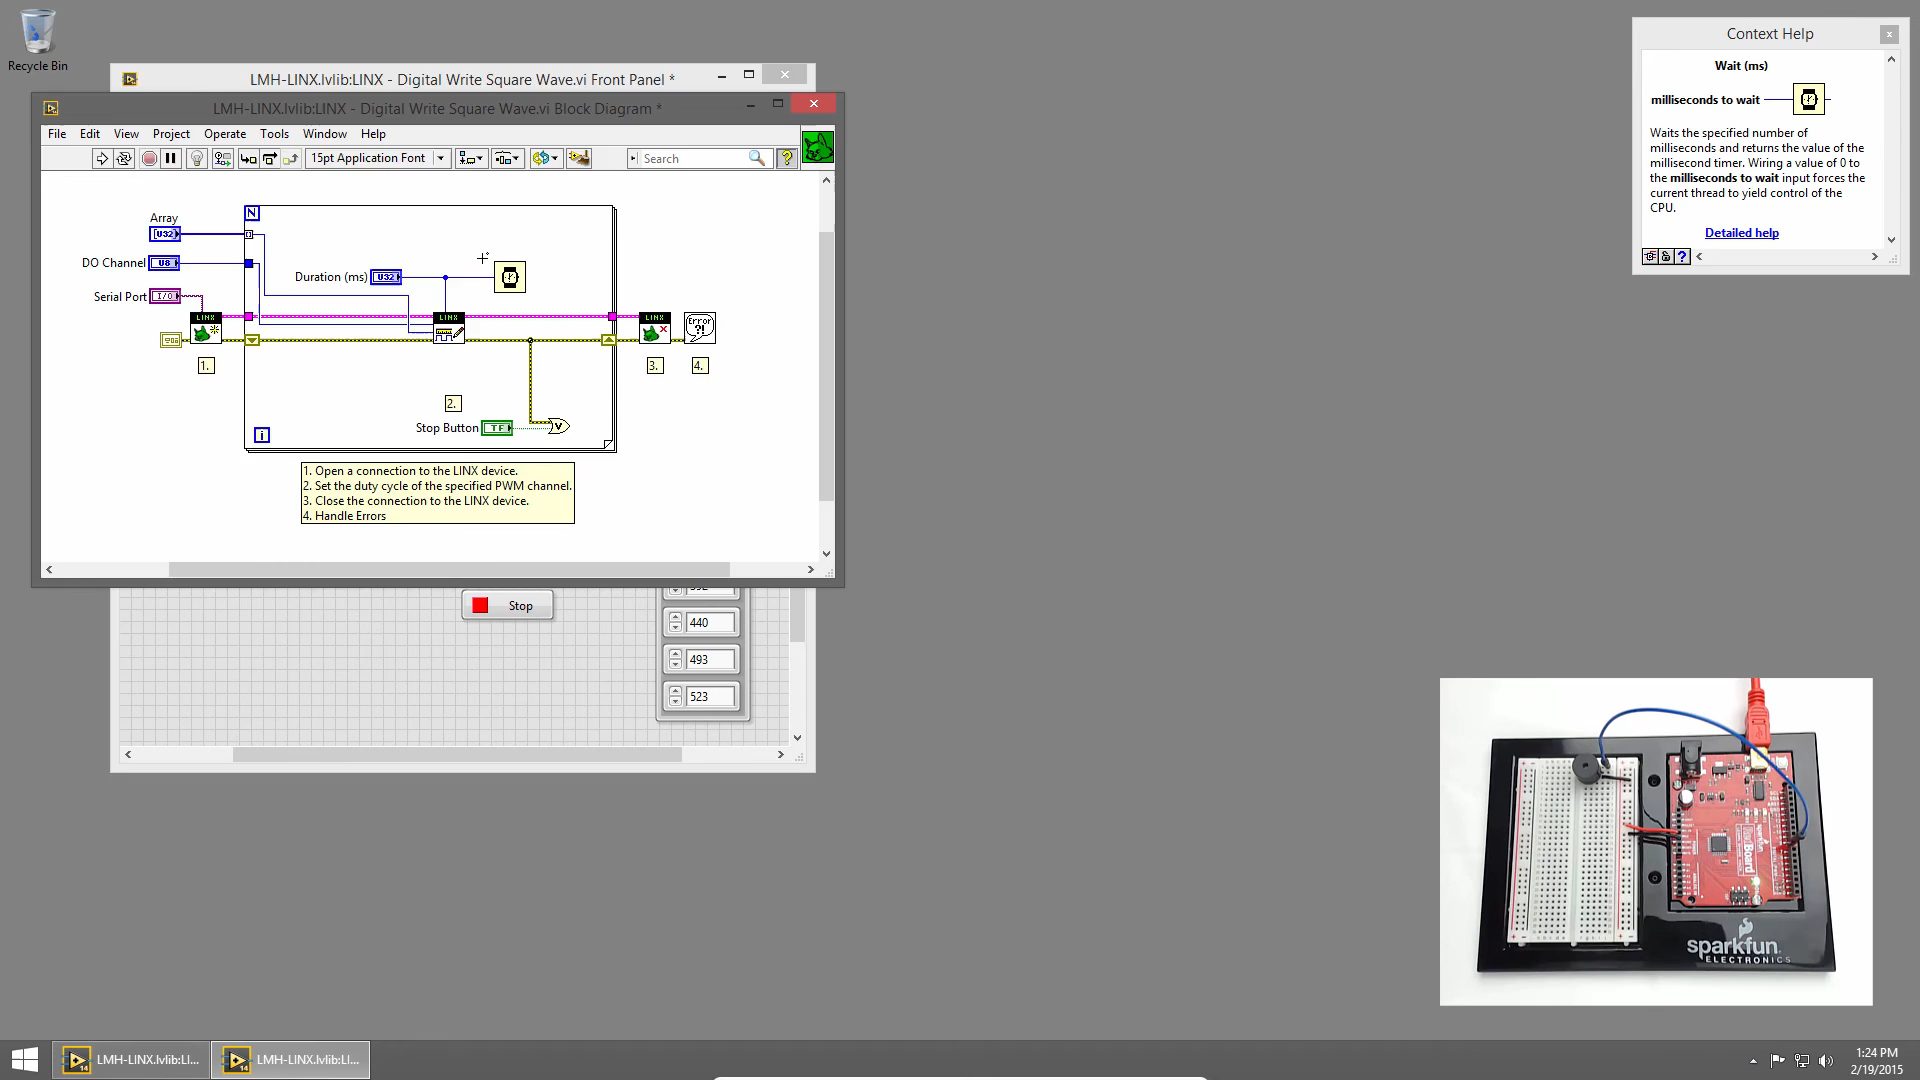 Recycle Bin
LMH-LINX.lvlib:LINX - Digital Write Square Wave.vi Front Panel *
LMH-LINX.lvlib:LINX - Digital Write Square Wave.vi Block Diagram *
File Edit View Project Operate Tools Window Help
15pt Application Font
Search
Array
[U32]
N
DO Channel
U8
Duration (ms)
U32
Serial Port
I/O
LINX
LINX
LINX
Error
?!
1.
3.
4.
2.
Stop Button
TF
V
i
1. Open a connection to the LINX device.
2. Set the duty cycle of the specified PWM channel.
3. Close the connection to the LINX device.
4. Handle Errors
Stop
440
493
523
Context Help
Wait (ms)
milliseconds to wait
Waits the specified number of
milliseconds and returns the value of the
millisecond timer. Wiring a value of 0 to
the milliseconds to wait input forces the
current thread to yield control of the
CPU.
Detailed help
sparkfun
ELECTRONICS
LMH-LINX.lvlib:LI...
LMH-LINX.lvlib:LI...
1:24 PM
2/19/2015